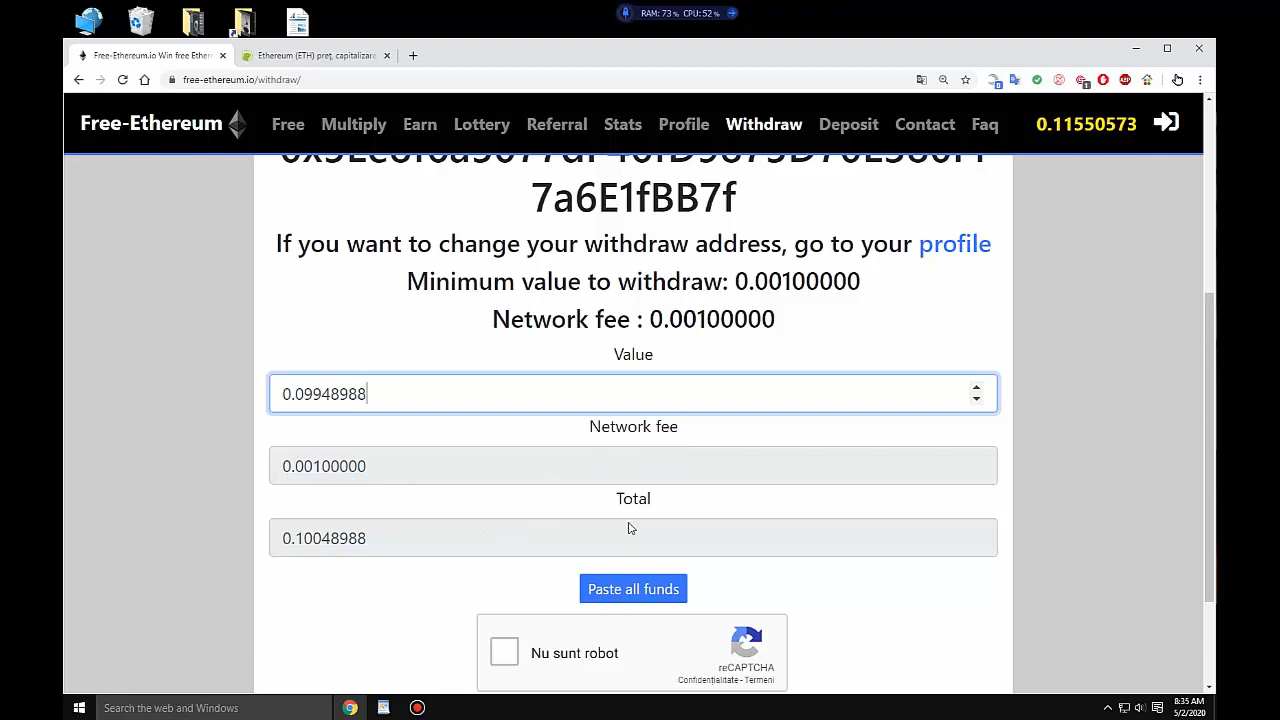 RAM: 73 % CPU: 52 %
Free-Ethereum.io Win free Ether
Ethereum (ETH) preț, capitalizare
free-ethereum.io/withdraw/
Free-Ethereum Free Multiply Earn Lottery Referral Stats Profile Withdraw Deposit Contact Faq 0.11550573
7a6E1fBB7f
If you want to change your withdraw address, go to your profile
Minimum value to withdraw: 0.00100000
Network fee : 0.00100000
Value
0.09948988
Network fee
0.00100000
Total
0.10048988
Paste all funds
Nu sunt robot
reCAPTCHA
Confidențialitate - Termeni
Search the web and Windows
8:35 AM
5/2/2020